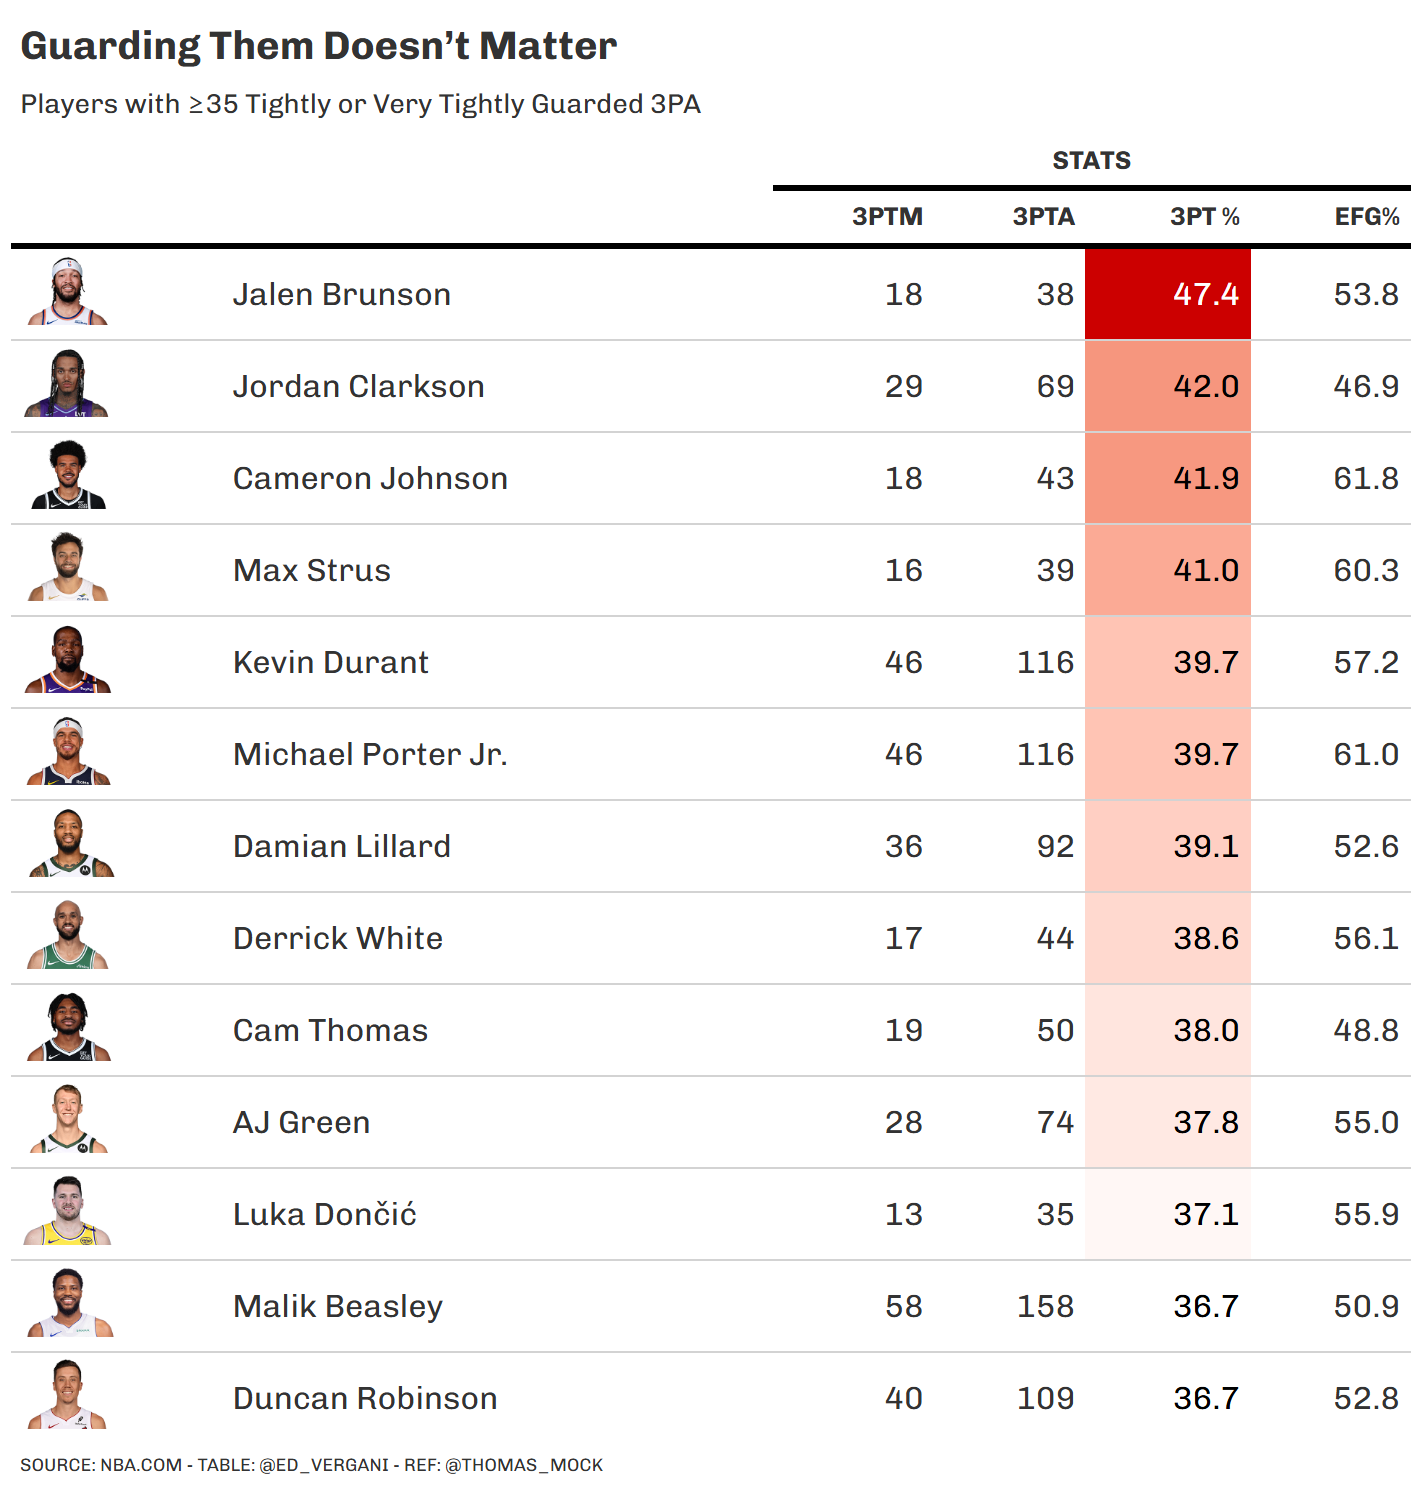 Guarding Them Doesn’t Matter
Players with ≥35 Tightly or Very Tightly Guarded 3PA
STATS
3PTM 3PTA 3PT % EFG%
Jalen Brunson 18 38 47.4 53.8
Jordan Clarkson 29 69 42.0 46.9
Cameron Johnson 18 43 41.9 61.8
Max Strus 16 39 41.0 60.3
Kevin Durant 46 116 39.7 57.2
Michael Porter Jr. 46 116 39.7 61.0
Damian Lillard 36 92 39.1 52.6
Derrick White 17 44 38.6 56.1
Cam Thomas 19 50 38.0 48.8
AJ Green 28 74 37.8 55.0
Luka Dončić 13 35 37.1 55.9
Malik Beasley 58 158 36.7 50.9
Duncan Robinson 40 109 36.7 52.8
SOURCE: NBA.COM - TABLE: @ED_VERGANI - REF: @THOMAS_MOCK